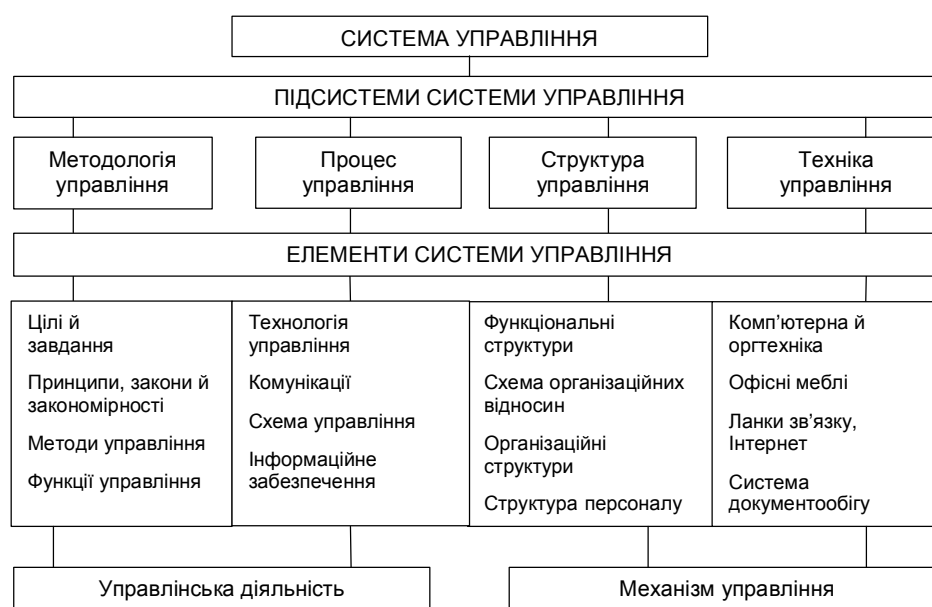 СИСТЕМА УПРАВЛІННЯ
ПІДСИСТЕМИ СИСТЕМИ УПРАВЛІННЯ
Методологія
управління
Процес
управління
Структура
управління
Техніка
управління
ЕЛЕМЕНТИ СИСТЕМИ УПРАВЛІННЯ
Цілі й
завдання
Принципи, закони й
закономірності
Методи управління
Функції управління
Технологія
управління
Комунікації
Схема управління
Інформаційне
забезпечення
Функціональні
структури
Схема організаційних
відносин
Організаційні
структури
Структура персоналу
Комп’ютерна й
оргтехніка
Офісні меблі
Ланки зв’язку,
Інтернет
Система
документообігу
Управлінська діяльність
Механізм управління